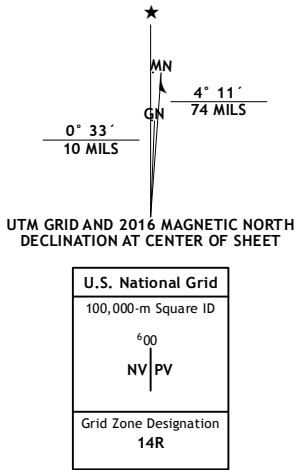 MN
GN
4° 11´
74 MILS
0° 33´
10 MILS
UTM GRID AND 2016 MAGNETIC NORTH
DECLINATION AT CENTER OF SHEET
U.S. National Grid
100,000-m Square ID
⁶00
NV PV
Grid Zone Designation
14R